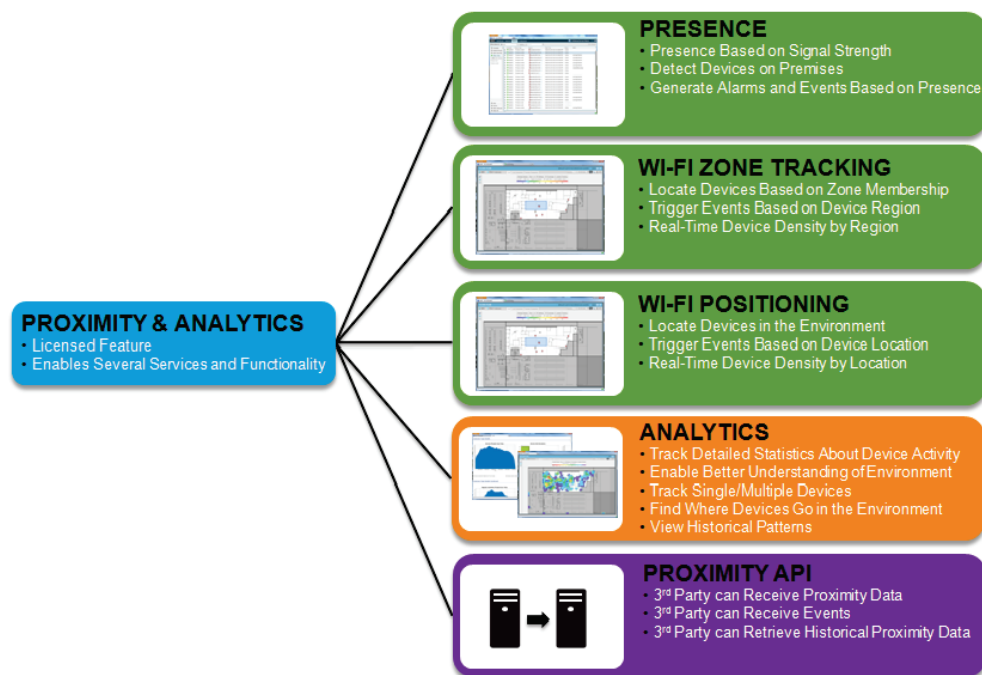 PRESENCE
• Presence Based on Signal Strength
• Detect Devices on Premises
• Generate Alarms and Events Based on Presence
WI-FI ZONE TRACKING
• Locate Devices Based on Zone Membership
• Trigger Events Based on Device Region
• Real-Time Device Density by Region
PROXIMITY & ANALYTICS
• Licensed Feature
• Enables Several Services and Functionality
WI-FI POSITIONING
• Locate Devices in the Environment
• Trigger Events Based on Device Location
• Real-Time Device Density by Location
ANALYTICS
• Track Detailed Statistics About Device Activity
• Enable Better Understanding of Environment
• Track Single/Multiple Devices
• Find Where Devices Go in the Environment
• View Historical Patterns
PROXIMITY API
• 3rd Party can Receive Proximity Data
• 3rd Party can Receive Events
• 3rd Party can Retrieve Historical Proximity Data